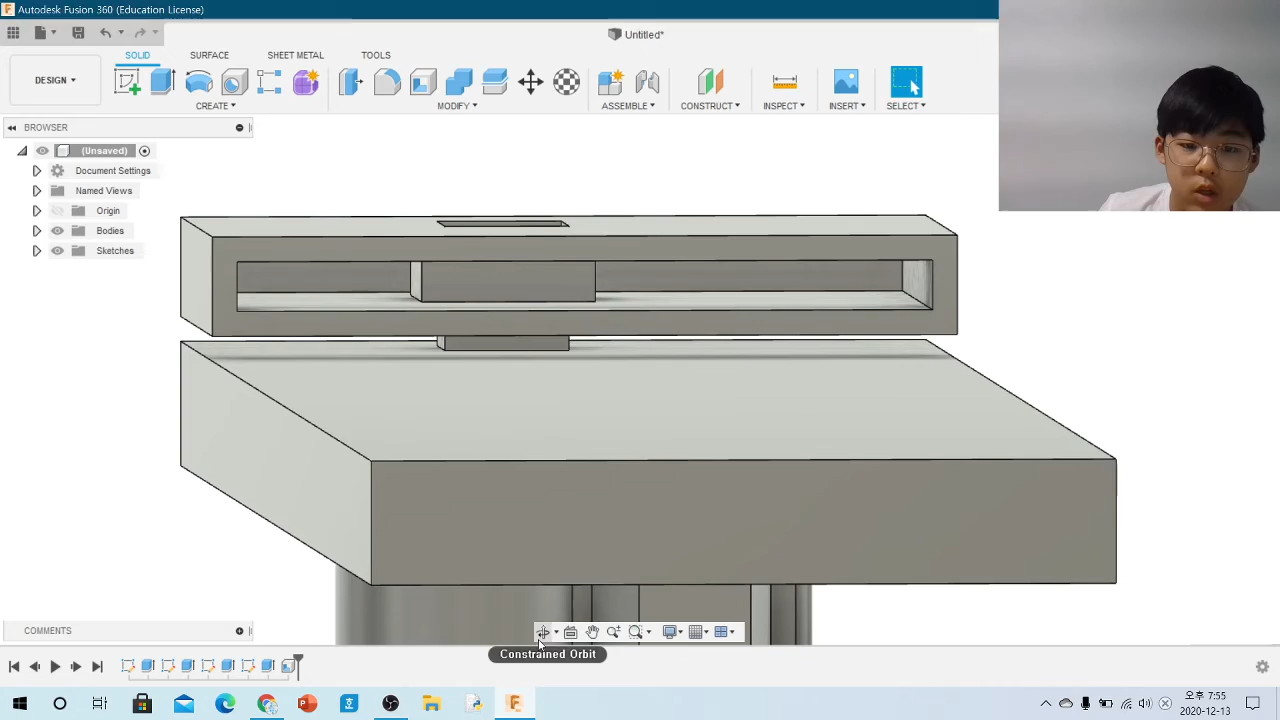 Autodesk Fusion 360 (Education License)
Untitled*
SOLID
SURFACE
SHEET METAL
TOOLS
DESIGN
CREATE
MODIFY
ASSEMBLE
CONSTRUCT
INSPECT
INSERT
SELECT
BROWSER
(Unsaved)
Document Settings
Named Views
Origin
Bodies
Sketches
COMMENTS
Constrained Orbit
오후 7:55
2020-12-13